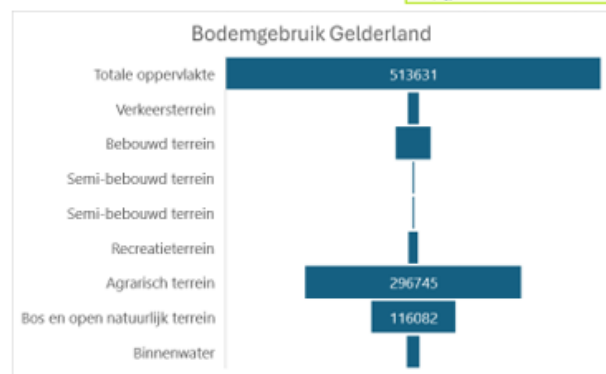 Bodemgebruik Gelderland
Totale oppervlakte 513631
Verkeersterrein
Bebouwd terrein
Semi-bebouwd terrein
Semi-bebouwd terrein
Recreatieterrein
Agrarisch terrein 296745
Bos en open natuurlijk terrein 116082
Binnenwater